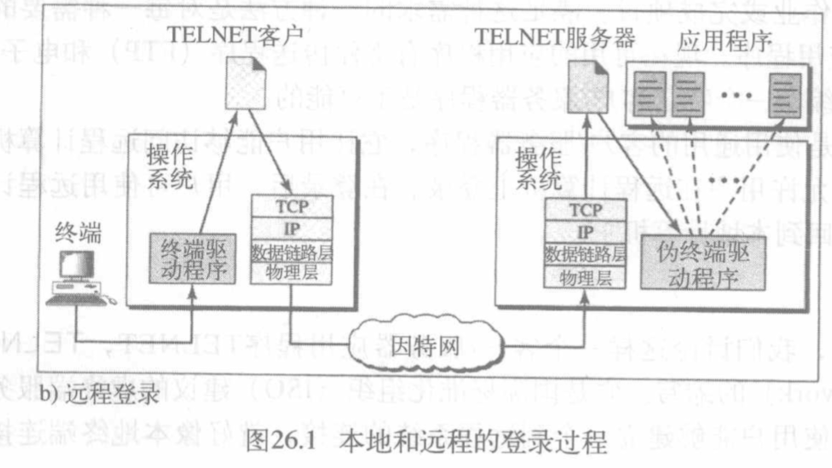 TELNET客户
TELNET服务器
应用程序
操作
系统
TCP
IP
数据链路层
物理层
终端
终端驱
动程序
操作
系统
TCP
IP
数据链路层
物理层
伪终端驱
动程序
因特网
b) 远程登录
图26.1 本地和远程的登录过程